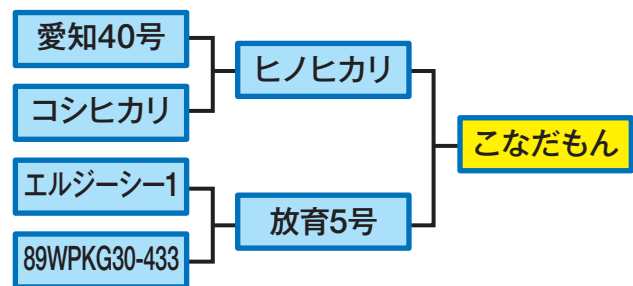 愛知40号
コシヒカリ
ヒノヒカリ
エルジーシー1
89WPKG30-433
放育5号
こなだもん